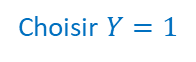 Choisir Y = 1